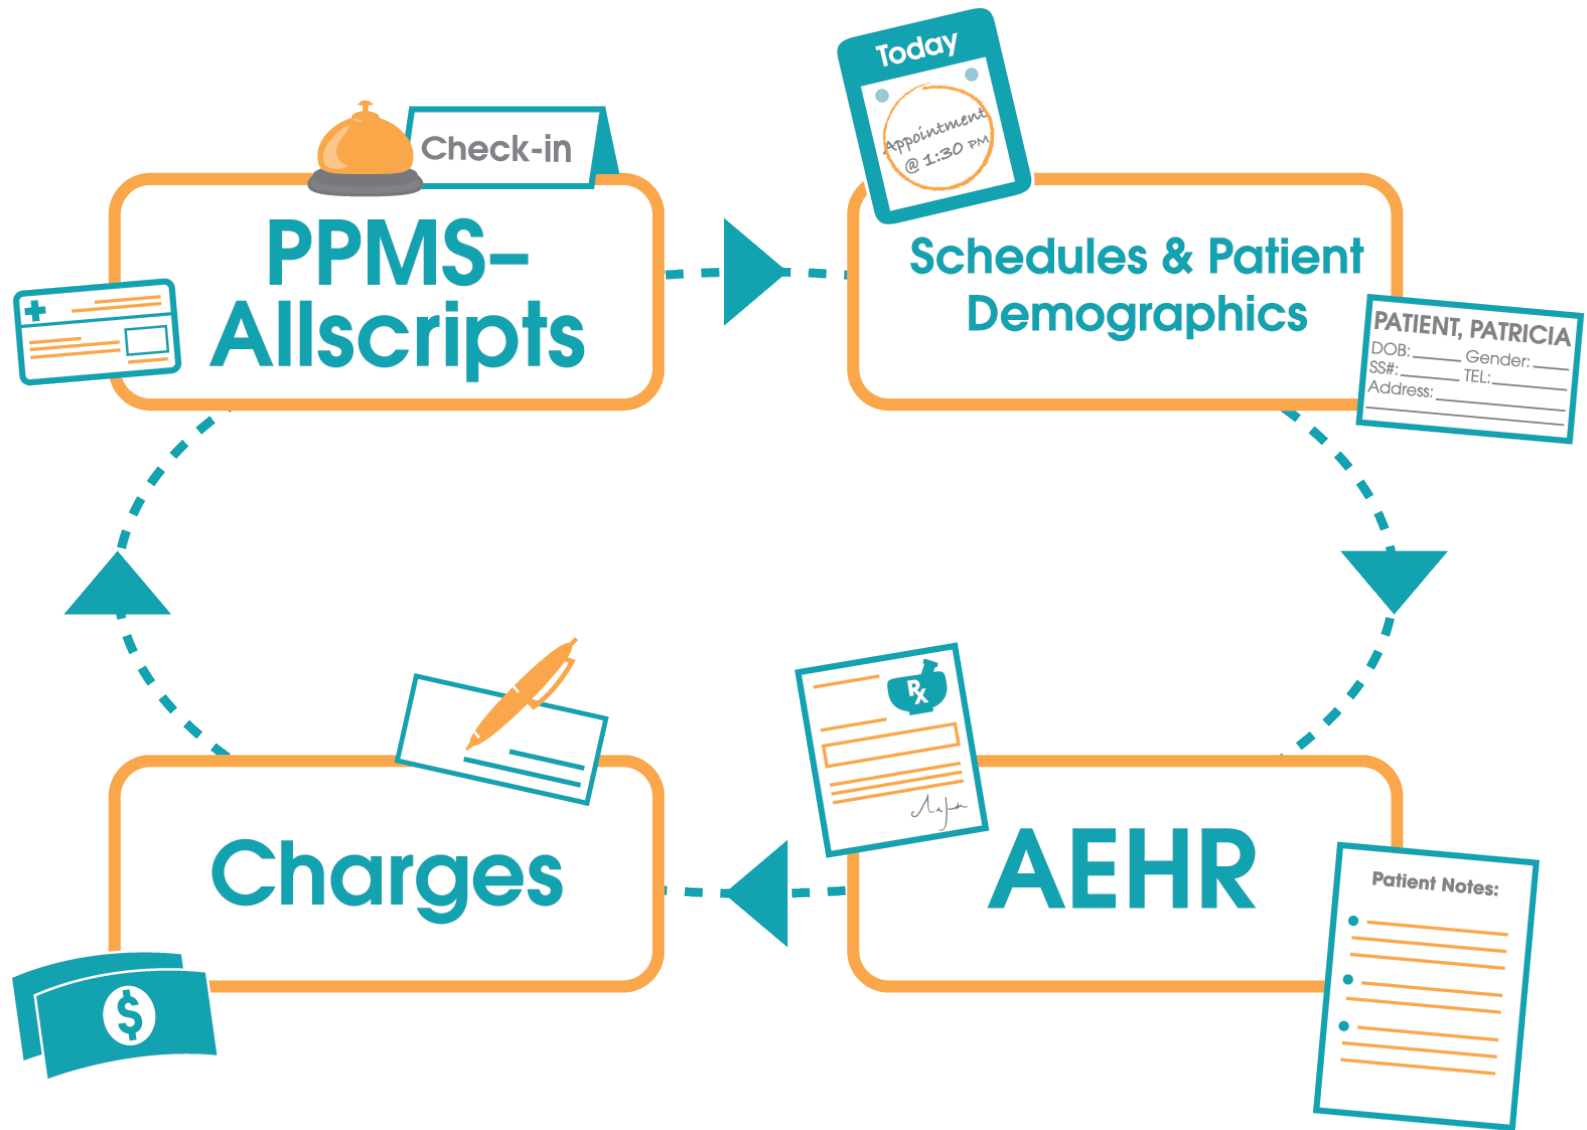 Check-in
PPMS–
Allscripts
Today
Appointment
@ 1:30 PM
Schedules & Patient
Demographics
PATIENT, PATRICIA
DOB: Gender:
SS#: TEL:
Address:
Charges
$
Rx
AEHR
Patient Notes: